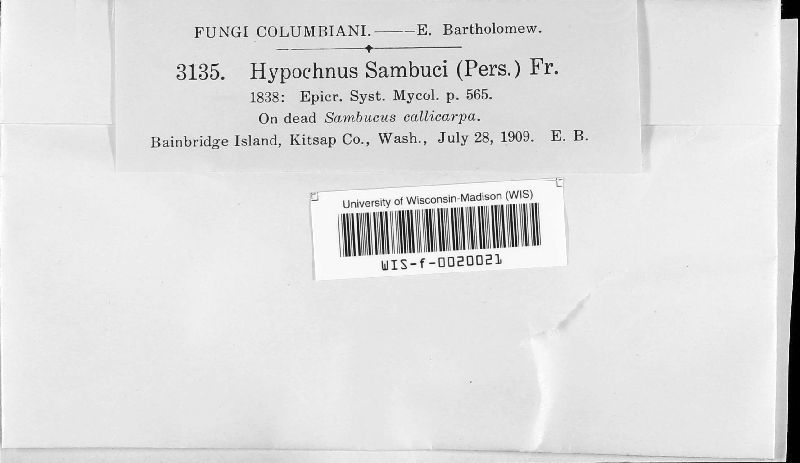 FUNGI COLUMBIANI.——E. Bartholomew.
3135. Hypochnus Sambuci (Pers.) Fr.
1838: Epicr. Syst. Mycol. p. 565.
On dead Sambucus callicarpa.
Bainbridge Island, Kitsap Co., Wash., July 28, 1909. E. B.
University of Wisconsin-Madison (WIS)
WIS-f-0020021